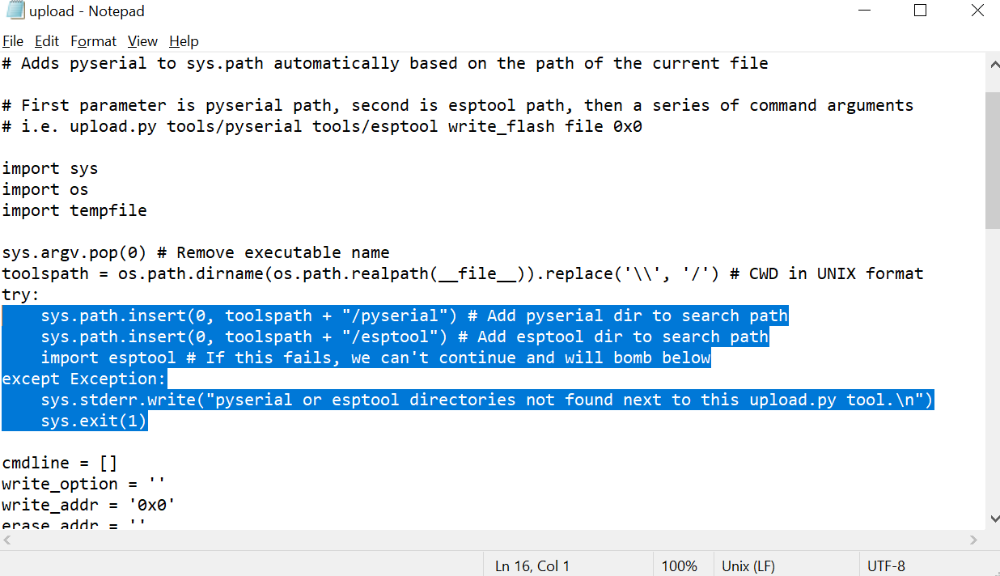 upload - Notepad
File Edit Format View Help
# Adds pyserial to sys.path automatically based on the path of the current file

# First parameter is pyserial path, second is esptool path, then a series of command arguments
# i.e. upload.py tools/pyserial tools/esptool write_flash file 0x0

import sys
import os
import tempfile

sys.argv.pop(0) # Remove executable name
toolspath = os.path.dirname(os.path.realpath(__file__)).replace('\\', '/') # CWD in UNIX format
try:
    sys.path.insert(0, toolspath + "/pyserial") # Add pyserial dir to search path
    sys.path.insert(0, toolspath + "/esptool") # Add esptool dir to search path
    import esptool # If this fails, we can't continue and will bomb below
except Exception:
    sys.stderr.write("pyserial or esptool directories not found next to this upload.py tool.\n")
    sys.exit(1)

cmdline = []
write_option = ''
write_addr = '0x0'
erase_addr = ''
Ln 16, Col 1 100% Unix (LF) UTF-8